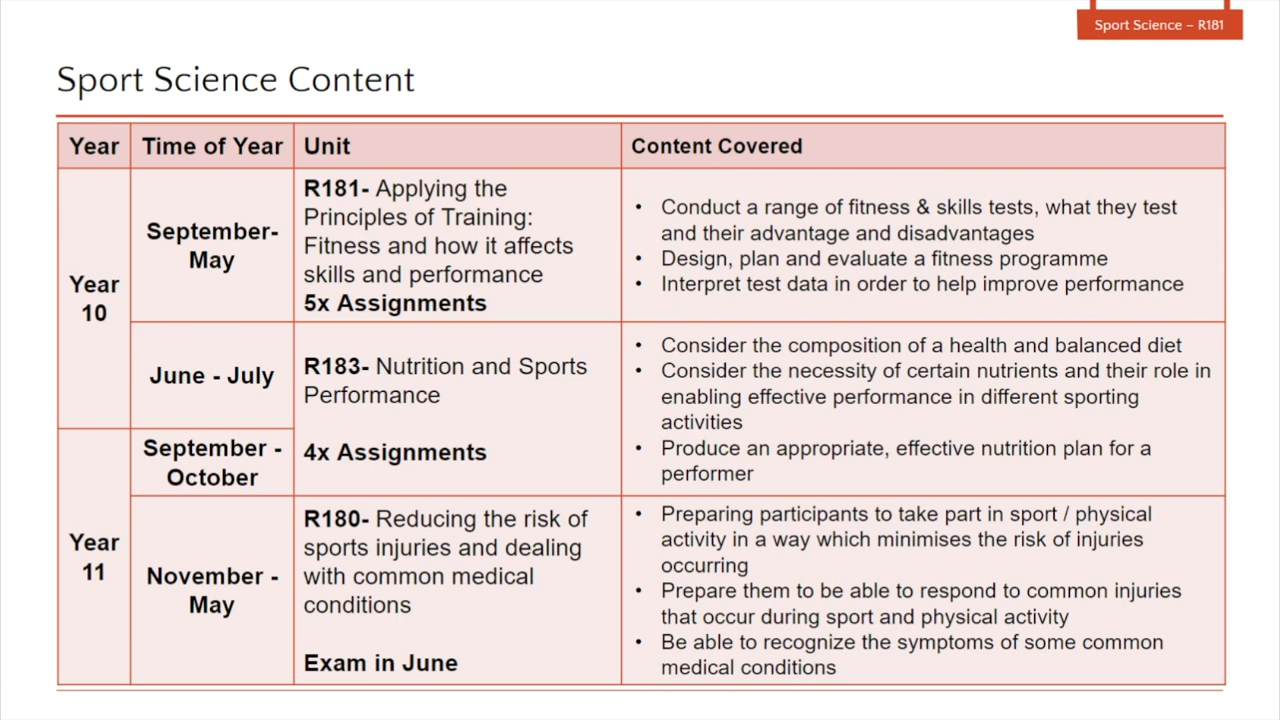 Sport Science – R181
Sport Science Content
Year
Time of Year
Unit
Content Covered
Year
10
September-
May
R181- Applying the
Principles of Training:
Fitness and how it affects
skills and performance
5x Assignments
• Conduct a range of fitness & skills tests, what they test
and their advantage and disadvantages
• Design, plan and evaluate a fitness programme
• Interpret test data in order to help improve performance
June - July
R183- Nutrition and Sports
Performance
4x Assignments
• Consider the composition of a health and balanced diet
• Consider the necessity of certain nutrients and their role in
enabling effective performance in different sporting
activities
• Produce an appropriate, effective nutrition plan for a
performer
Year
11
September -
October
November -
May
R180- Reducing the risk of
sports injuries and dealing
with common medical
conditions
Exam in June
• Preparing participants to take part in sport / physical
activity in a way which minimises the risk of injuries
occurring
• Prepare them to be able to respond to common injuries
that occur during sport and physical activity
• Be able to recognize the symptoms of some common
medical conditions